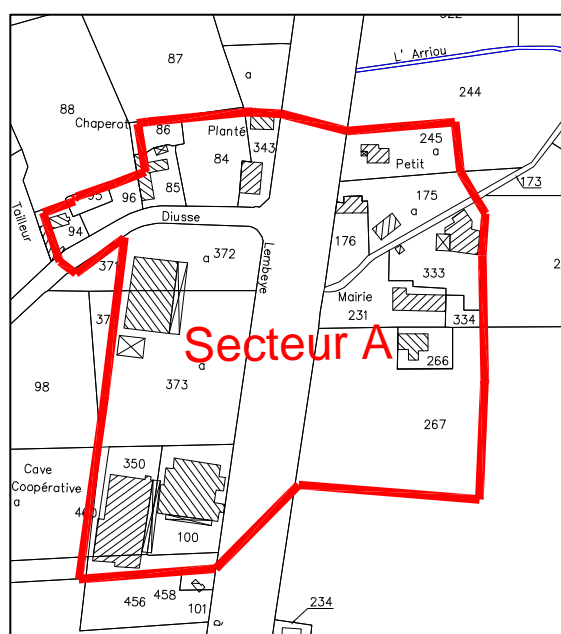 87
a
L' Arriou
88
244
Chaperot
86
Planté
245
a
84
343
Petit
173
95
96
85
175
a
Tailleur
94
Diusse
176
371
a
372
Lembeye
333
Mairie
231
334
Secteur A
266
98
373
a
267
Cave
Coopérative
a
350
460
100
456
458
101
234